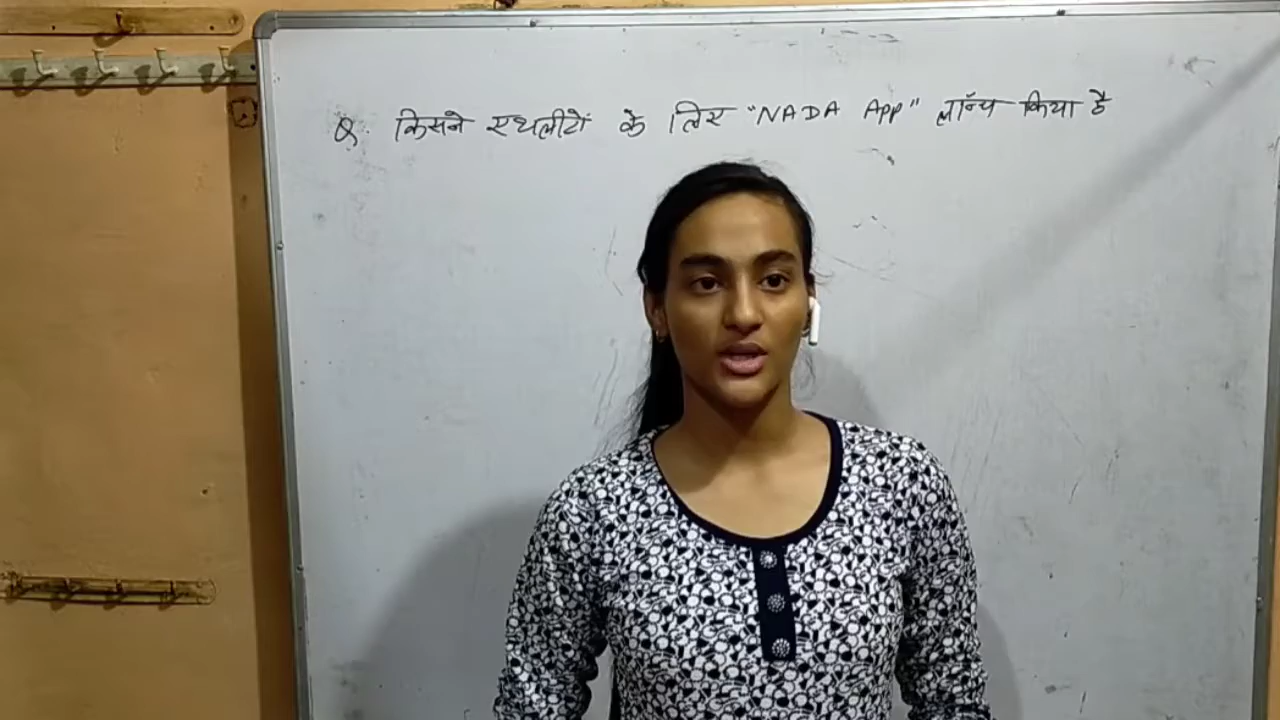 Q. किसने एथलीटों के लिए "NADA App" लॉन्च किया है